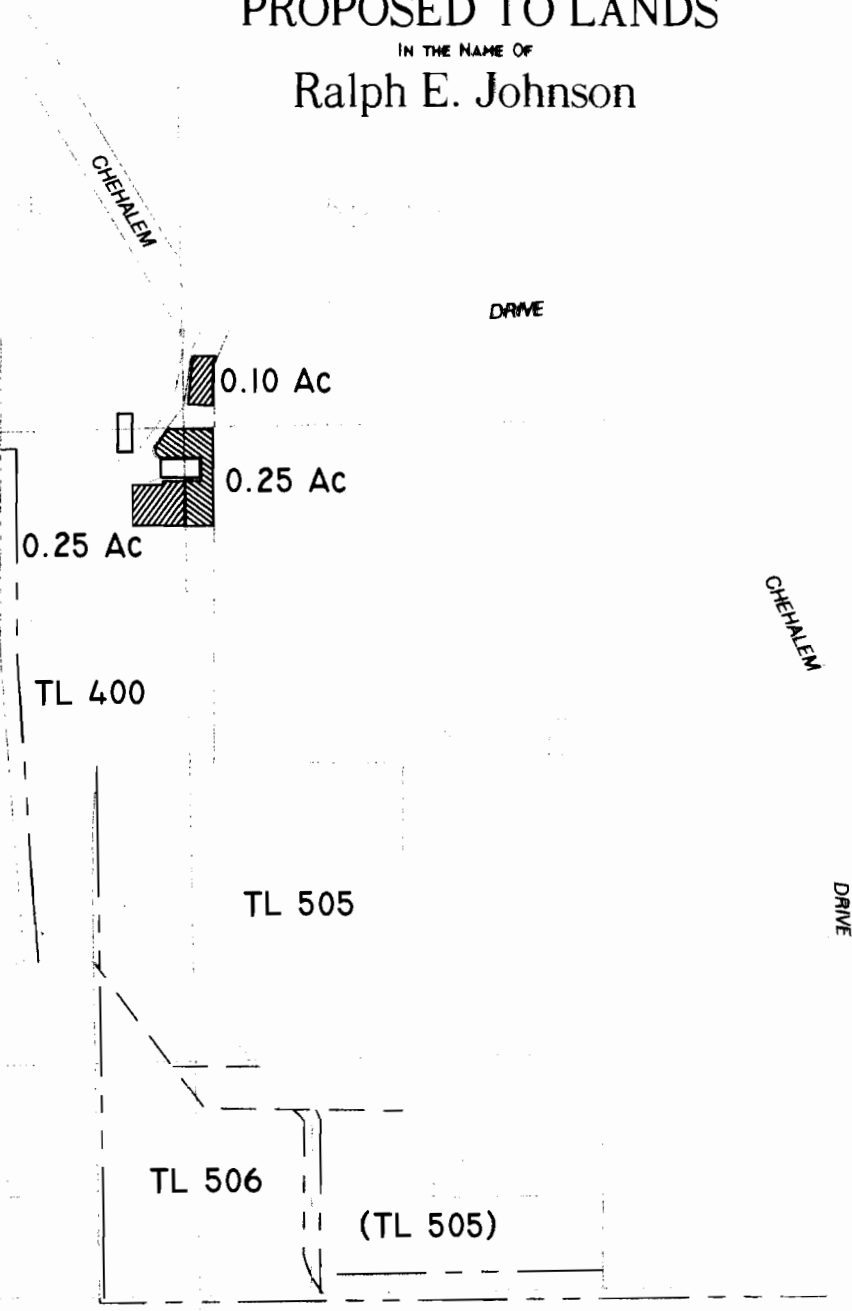 PROPOSED TO LANDS
IN THE NAME OF
Ralph E. Johnson
CHEHALEM
DRIVE
0.10 Ac
0.25 Ac
0.25 Ac
CHEHALEM
TL 400
DRIVE
TL 505
TL 506
(TL 505)